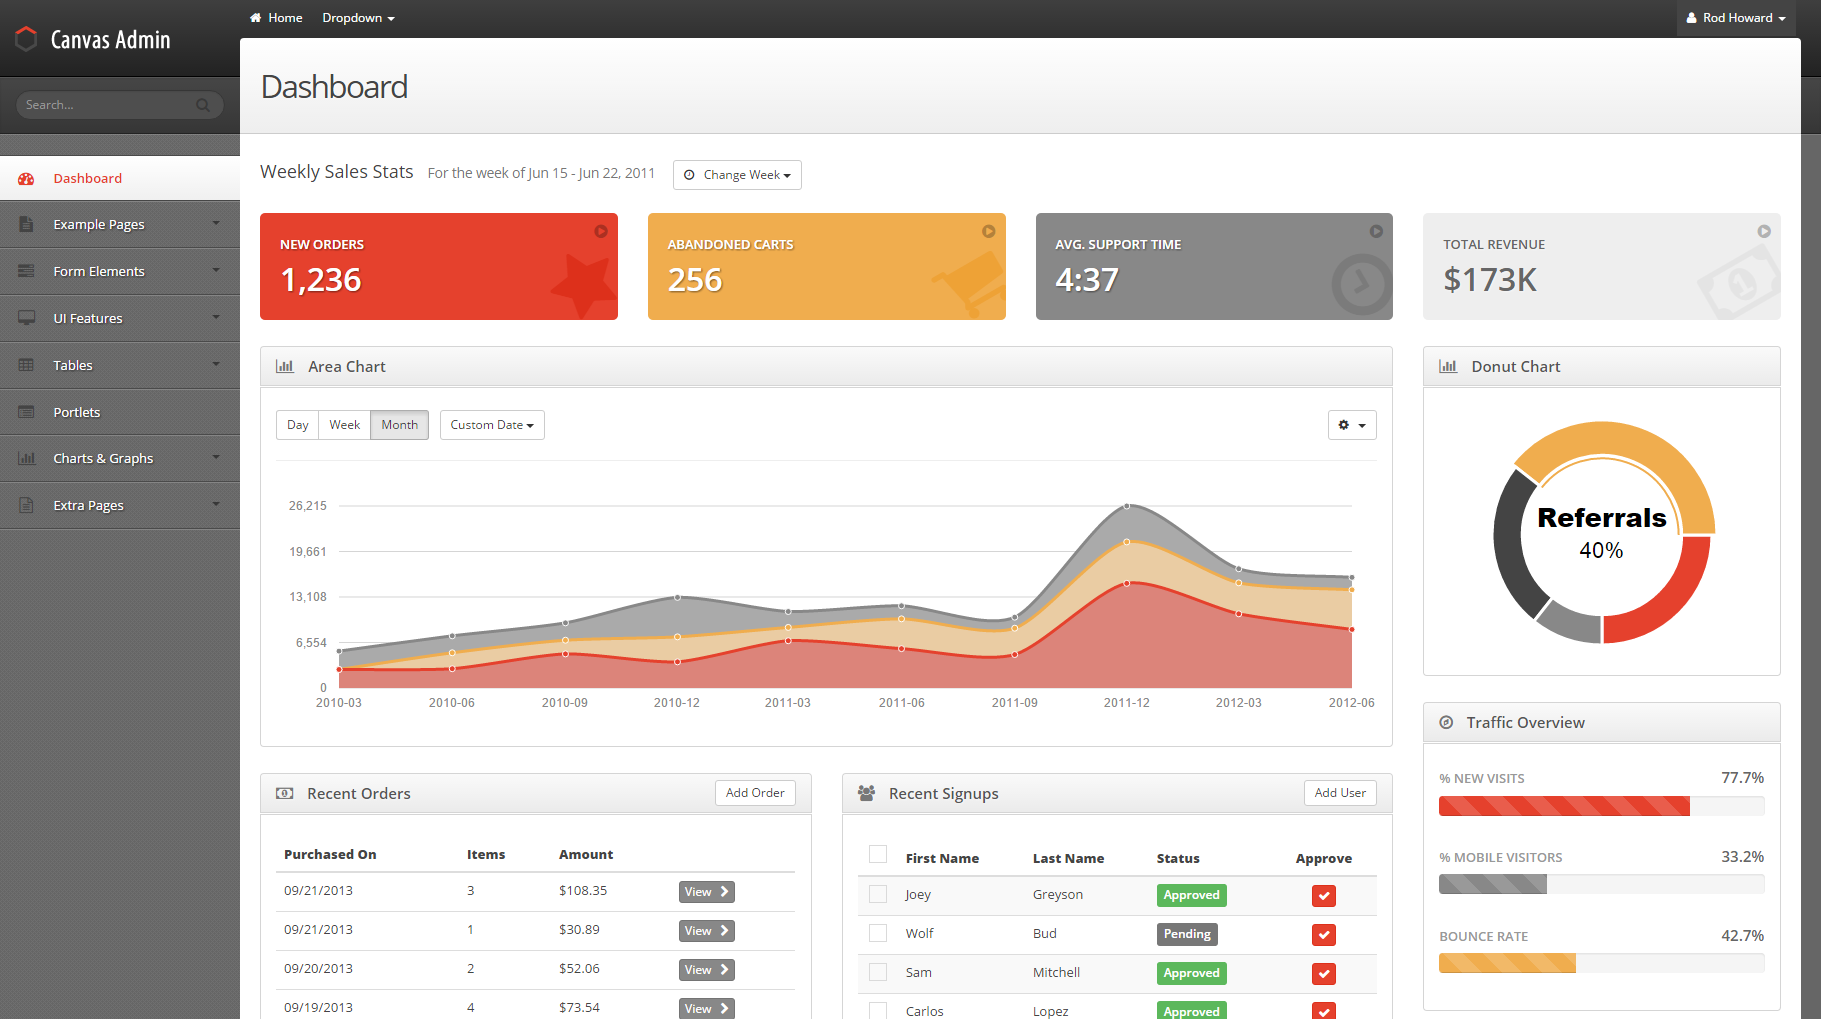 Home Dropdown Rod Howard
Canvas Admin
Search...
Dashboard
Example Pages
Form Elements
UI Features
Tables
Portlets
Charts & Graphs
Extra Pages
Dashboard
Weekly Sales Stats For the week of Jun 15 - Jun 22, 2011 Change Week
NEW ORDERS
1,236
ABANDONED CARTS
256
AVG. SUPPORT TIME
4:37
TOTAL REVENUE
$173K
Area Chart
Day Week Month Custom Date
26,215
19,661
13,108
6,554
0
2010-03 2010-06 2010-09 2010-12 2011-03 2011-06 2011-09 2011-12 2012-03 2012-06
Donut Chart
Referrals
40%
Traffic Overview
% NEW VISITS 77.7%
% MOBILE VISITORS 33.2%
BOUNCE RATE 42.7%
Recent Orders Add Order
Purchased On Items Amount
09/21/2013 3 $108.35 View
09/21/2013 1 $30.89 View
09/20/2013 2 $52.06 View
09/19/2013 4 $73.54 View
Recent Signups Add User
First Name Last Name Status Approve
Joey Greyson Approved
Wolf Bud Pending
Sam Mitchell Approved
Carlos Lopez Approved